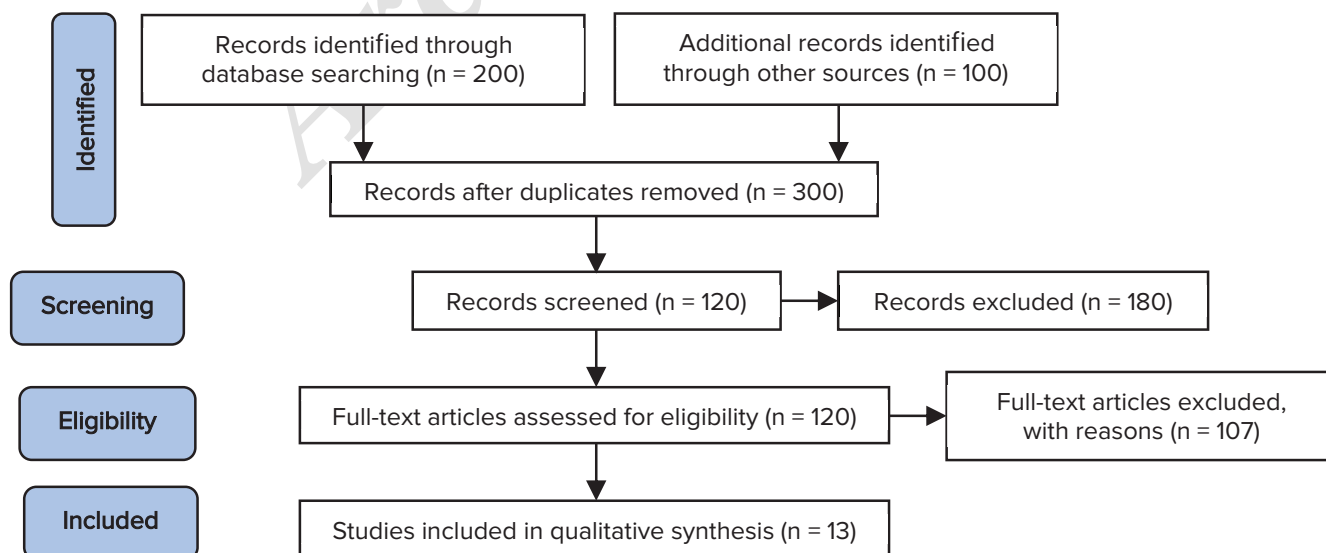 Identified
Records identified through
database searching (n = 200)
Additional records identified
through other sources (n = 100)
Records after duplicates removed (n = 300)
Screening
Records screened (n = 120)
Records excluded (n = 180)
Eligibility
Full-text articles assessed for eligibility (n = 120)
Full-text articles excluded,
with reasons (n = 107)
Included
Studies included in qualitative synthesis (n = 13)